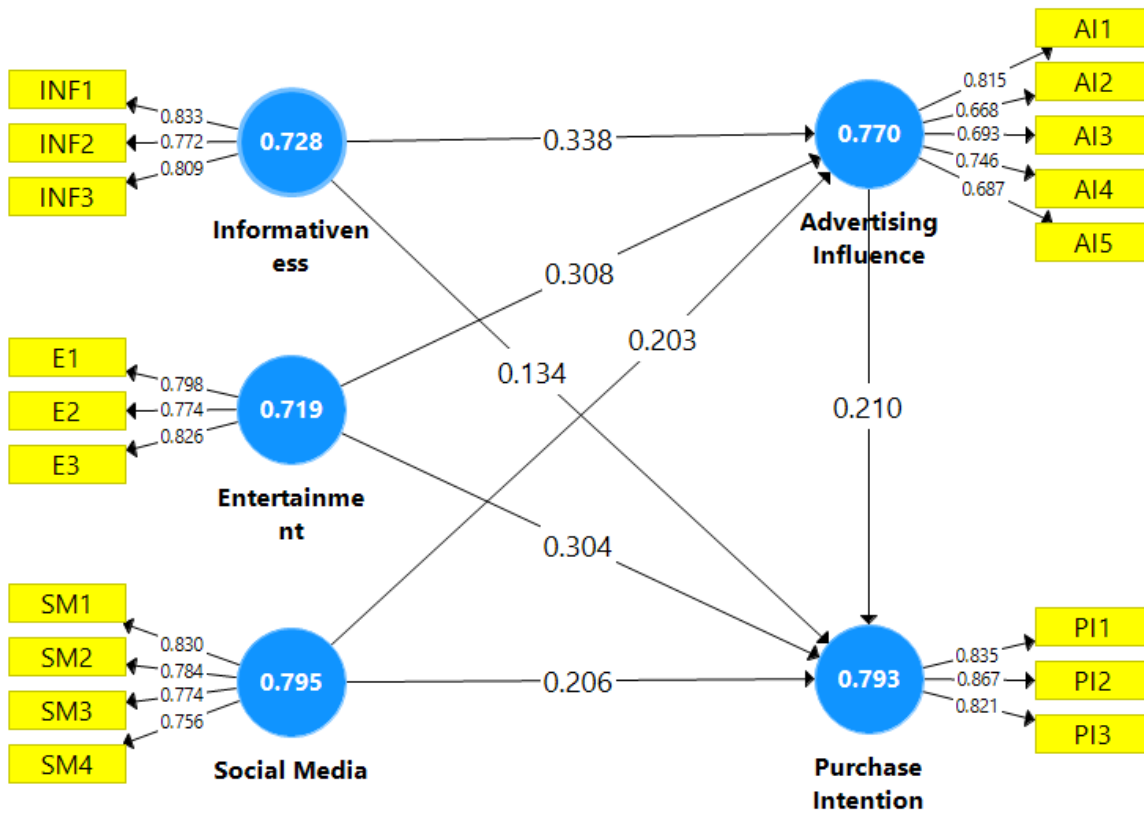 AI1
0.815
AI2
INF1
0.833
0.668
INF2
0.772
0.728
0.338
0.770
0.693
AI3
0.809
0.746
INF3
0.687
AI4
Informativen
ess
Advertising
Influence
AI5
0.308
E1
0.203
0.798
0.134
E2
0.774
0.719
0.210
0.826
E3
Entertainme
nt
0.304
SM1
0.830
PI1
SM2
0.784
0.835
0.774
0.795
0.206
0.793
0.867
PI2
SM3
0.756
0.821
SM4
PI3
Social Media
Purchase
Intention